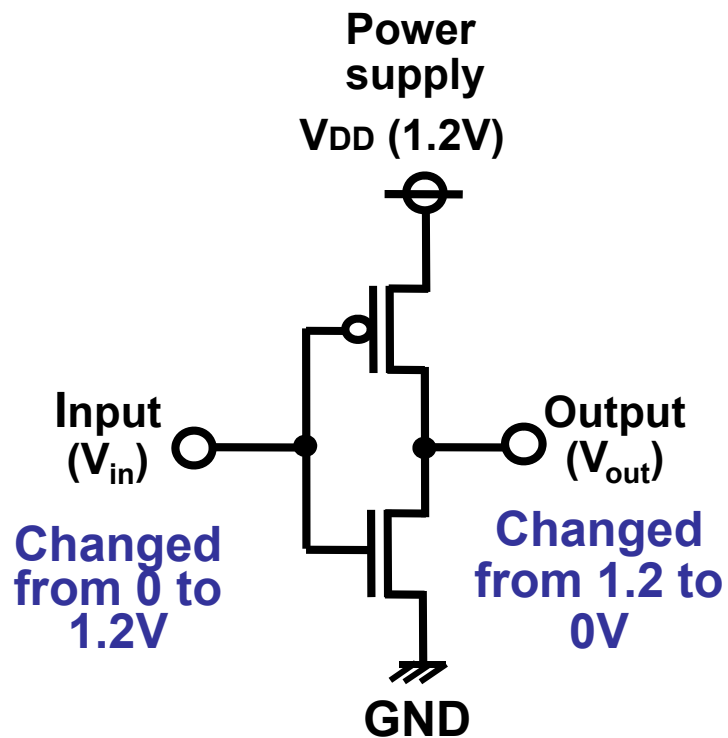 Power
supply
VDD (1.2V)
Input
(Vin)
Output
(Vout)
Changed
from 0 to
1.2V
Changed
from 1.2 to
0V
GND